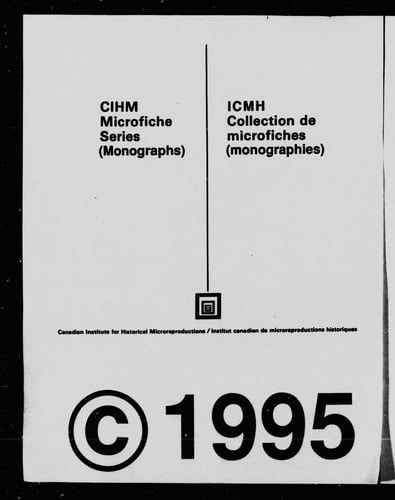 CIHM
Microfiche
Series
(Monographs)
ICMH
Collection de
microfiches
(monographies)
Canadian Institute for Historical Microreproductions / Institut canadien de microreproductions historiques
© 1995